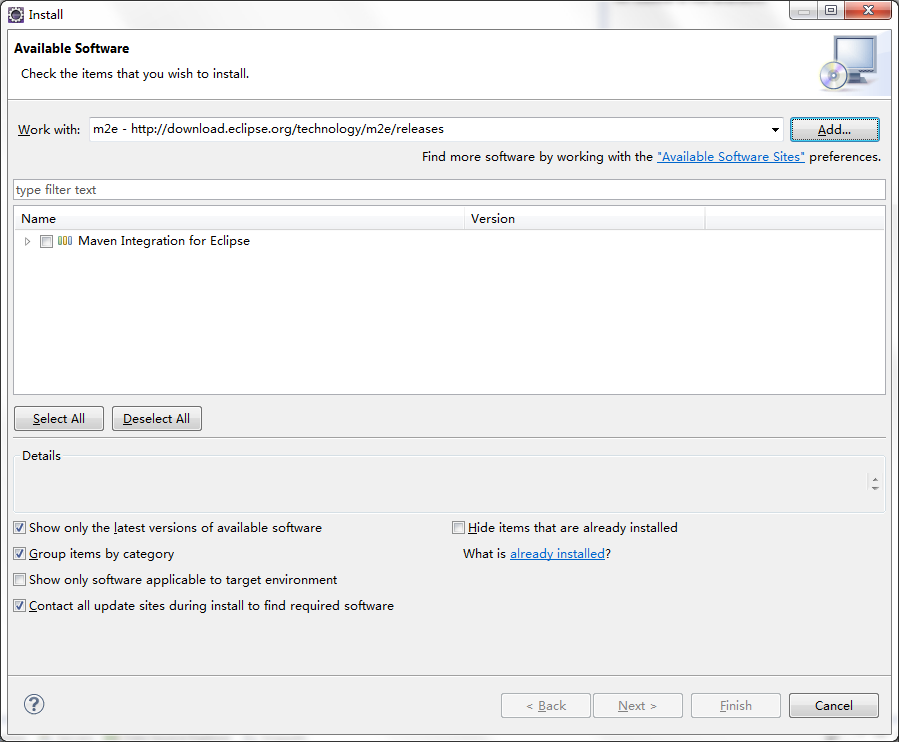 Install
Available Software
Check the items that you wish to install.
Work with: m2e - http://download.eclipse.org/technology/m2e/releases Add...
Find more software by working with the "Available Software Sites" preferences.
type filter text
Name Version
Maven Integration for Eclipse
Select All Deselect All
Details
Show only the latest versions of available software Hide items that are already installed
Group items by category What is already installed?
Show only software applicable to target environment
Contact all update sites during install to find required software
? < Back Next > Finish Cancel